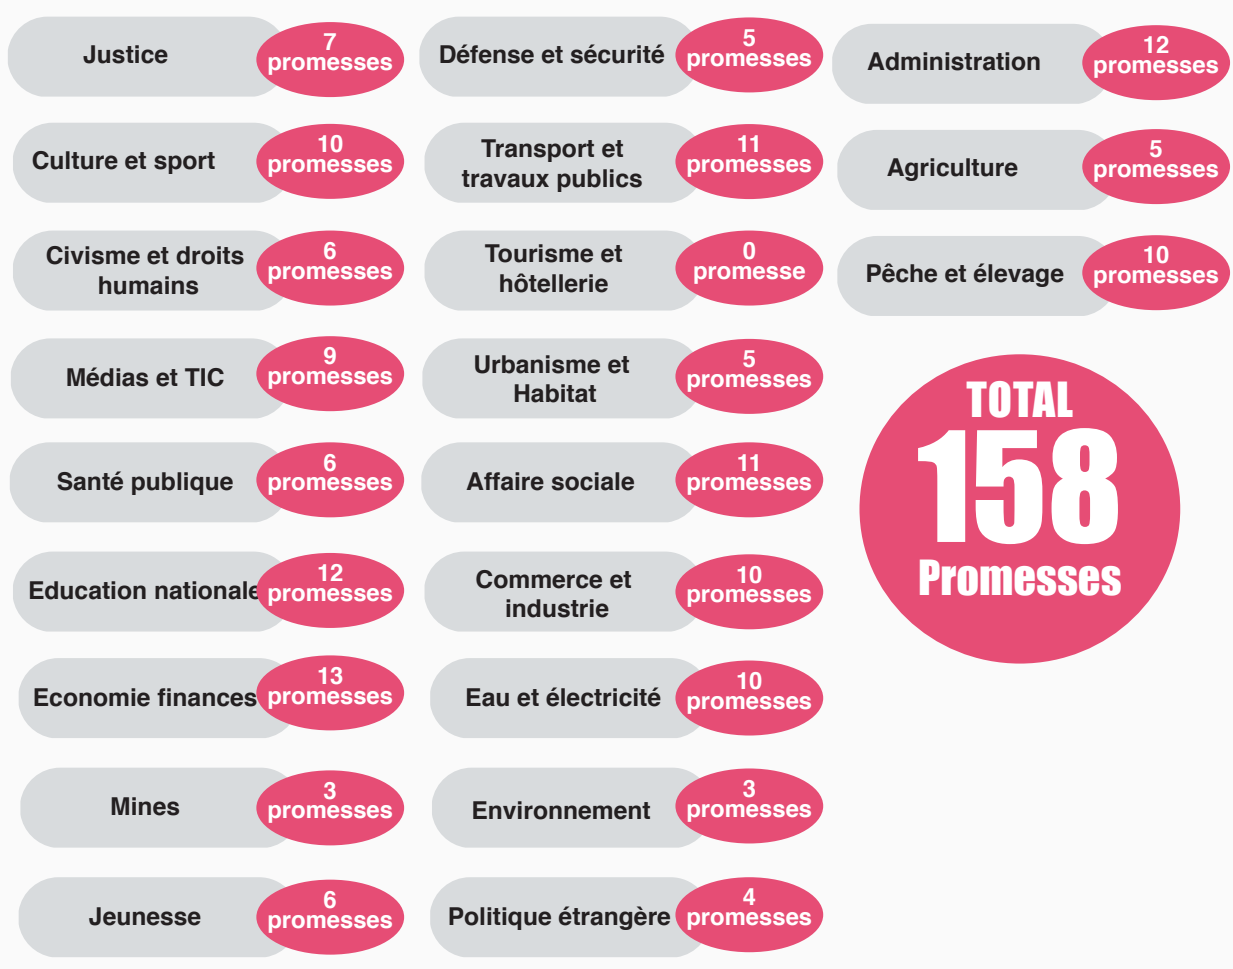 Justice
7
promesses
Culture et sport
10
promesses
Civisme et droits
humains
6
promesses
Médias et TIC
9
promesses
Santé publique
6
promesses
Education nationale
12
promesses
Economie finances
13
promesses
Mines
3
promesses
Jeunesse
6
promesses
Défense et sécurité
5
promesses
Transport et
travaux publics
11
promesses
Tourisme et
hôtellerie
0
promesse
Urbanisme et
Habitat
5
promesses
Affaire sociale
11
promesses
Commerce et
industrie
10
promesses
Eau et électricité
10
promesses
Environnement
3
promesses
Politique étrangère
4
promesses
Administration
12
promesses
Agriculture
5
promesses
Pêche et élevage
10
promesses
TOTAL
158
Promesses